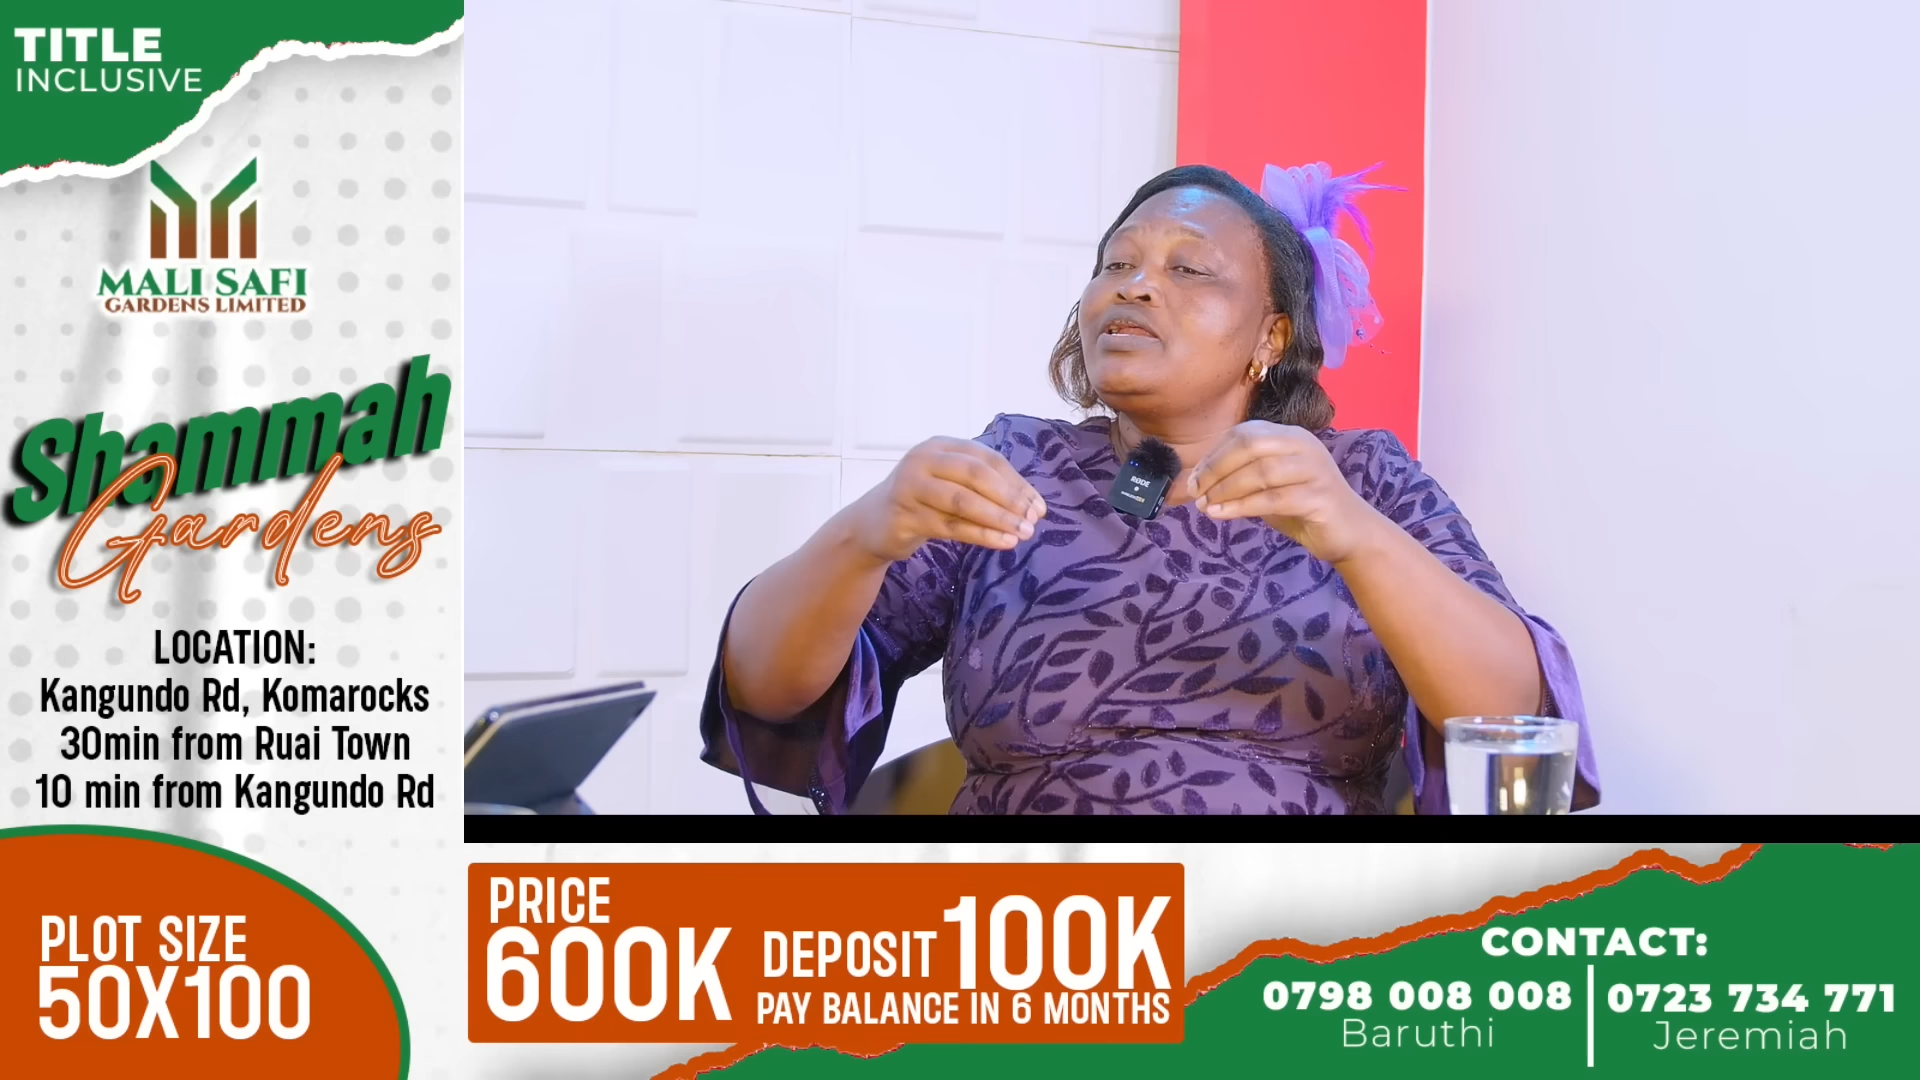 TITLE
INCLUSIVE
MALI SAFI
GARDENS LIMITED
Shammah
Gardens
LOCATION:
Kangundo Rd, Komarocks
30min from Ruai Town
10 min from Kangundo Rd
PLOT SIZE
50X100
RØDE
PRICE
600K
DEPOSIT 100K
PAY BALANCE IN 6 MONTHS
CONTACT:
0798 008 008
Baruthi
0723 734 771
Jeremiah